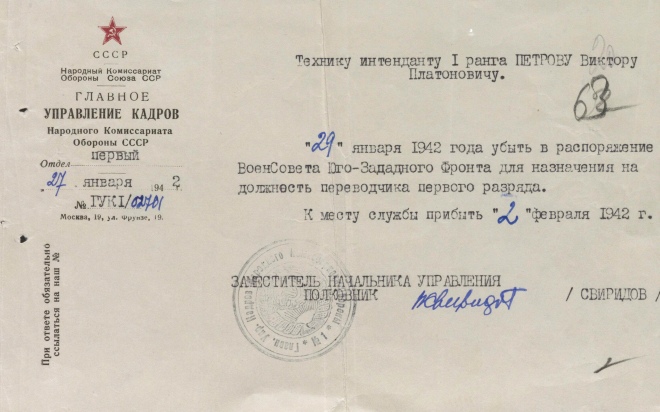 СССР
Народный Комиссариат
Обороны Союза ССР
ГЛАВНОЕ
УПРАВЛЕНИЕ КАДРОВ
Народного Комиссариата
Обороны СССР
Отдел первый
"27 января 1942
№ ГУК1/02701
Москва, 19, ул. Фрунзе, 19.
При ответе обязательно
ссылаться на наш №
Технику интенданту I ранга ПЕТРОВУ Виктору
Платоновичу.
63
"29" января 1942 года убыть в распоряжение
ВоенСовета Юго-Западного Фронта для назначения на
должность переводчика первого разряда.
К месту службы прибыть "2" февраля 1942 г.
ЗАМЕСТИТЕЛЬ НАЧАЛЬНИКА УПРАВЛЕНИЯ
ПОЛКОВНИК Свиридов / СВИРИДОВ /